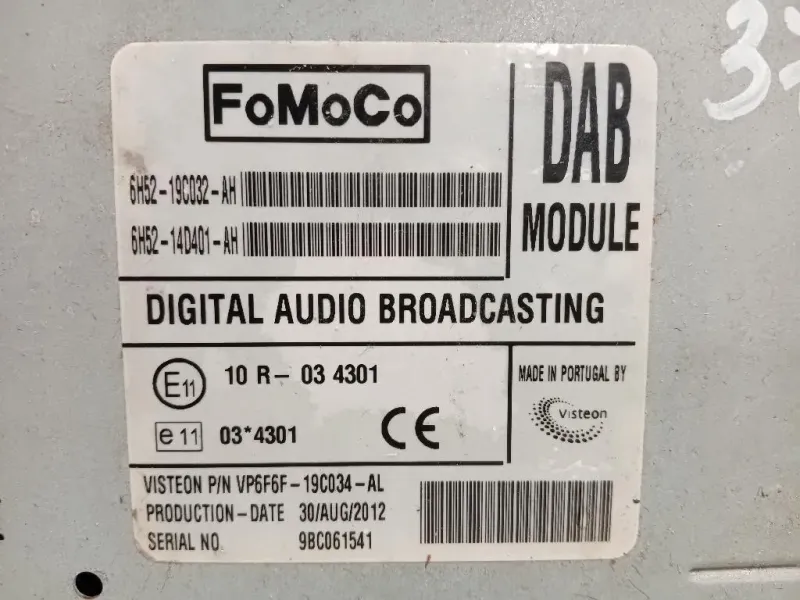 FoMoCo
DAB
MODULE
6H52-19C032-AH
6H52-14D401-AH
DIGITAL AUDIO BROADCASTING
E11 10 R- 03 4301
e11 03*4301 CE
MADE IN PORTUGAL BY
Visteon
VISTEON P/N VP6F6F-19C034-AL
PRODUCTION-DATE 30/AUG/2012
SERIAL NO 9BC061541